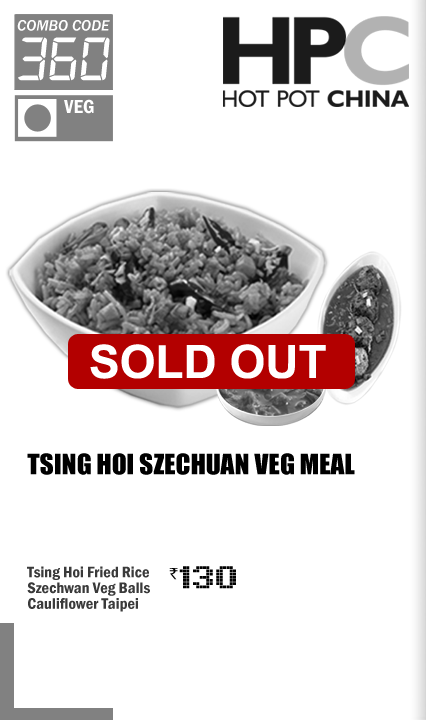 COMBO CODE
360
VEG
HPC
HOT POT CHINA
SOLD OUT
TSING HOI SZECHUAN VEG MEAL
Tsing Hoi Fried Rice
Szechwan Veg Balls
Cauliflower Taipei
₹130